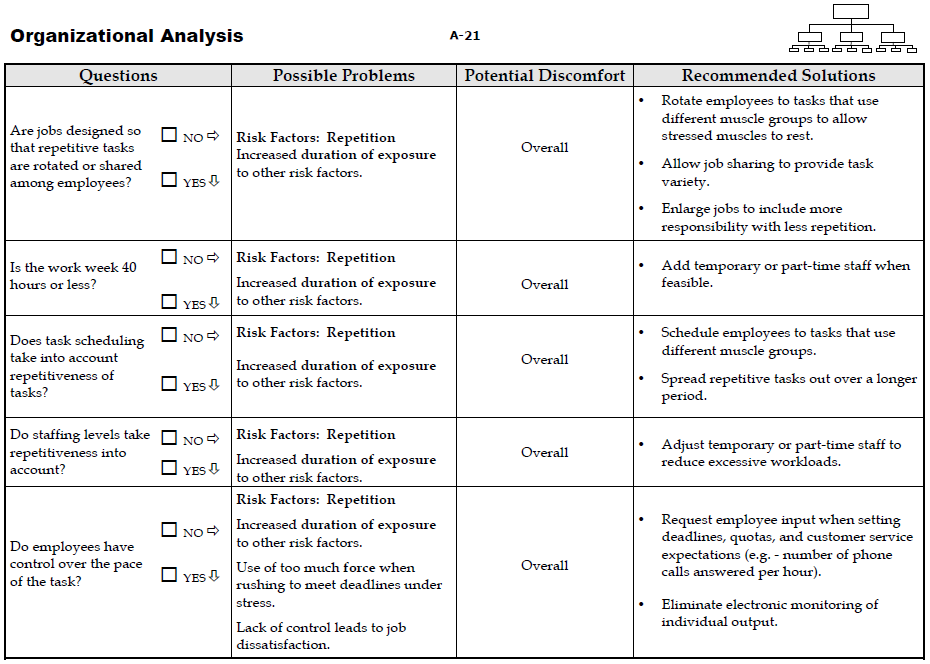 Organizational Analysis
A-21
Questions
Possible Problems
Potential Discomfort
Recommended Solutions
Are jobs designed so
that repetitive tasks
are rotated or shared
among employees?
NO ⇨
YES ⇩
Risk Factors:  Repetition
Increased duration of exposure
to other risk factors.
Overall
• Rotate employees to tasks that use
different muscle groups to allow
stressed muscles to rest.
• Allow job sharing to provide task
variety.
• Enlarge jobs to include more
responsibility with less repetition.
Is the work week 40
hours or less?
NO ⇨
YES ⇩
Risk Factors:  Repetition
Increased duration of exposure
to other risk factors.
Overall
• Add temporary or part-time staff when
feasible.
Does task scheduling
take into account
repetitiveness of
tasks?
NO ⇨
YES ⇩
Risk Factors:  Repetition
Increased duration of exposure
to other risk factors.
Overall
• Schedule employees to tasks that use
different muscle groups.
• Spread repetitive tasks out over a longer
period.
Do staffing levels take
repetitiveness into
account?
NO ⇨
YES ⇩
Risk Factors:  Repetition
Increased duration of exposure
to other risk factors.
Overall
• Adjust temporary or part-time staff to
reduce excessive workloads.
Do employees have
control over the pace
of the task?
NO ⇨
YES ⇩
Risk Factors:  Repetition
Increased duration of exposure
to other risk factors.
Use of too much force when
rushing to meet deadlines under
stress.
Lack of control leads to job
dissatisfaction.
Overall
• Request employee input when setting
deadlines, quotas, and customer service
expectations (e.g. - number of phone
calls answered per hour).
• Eliminate electronic monitoring of
individual output.